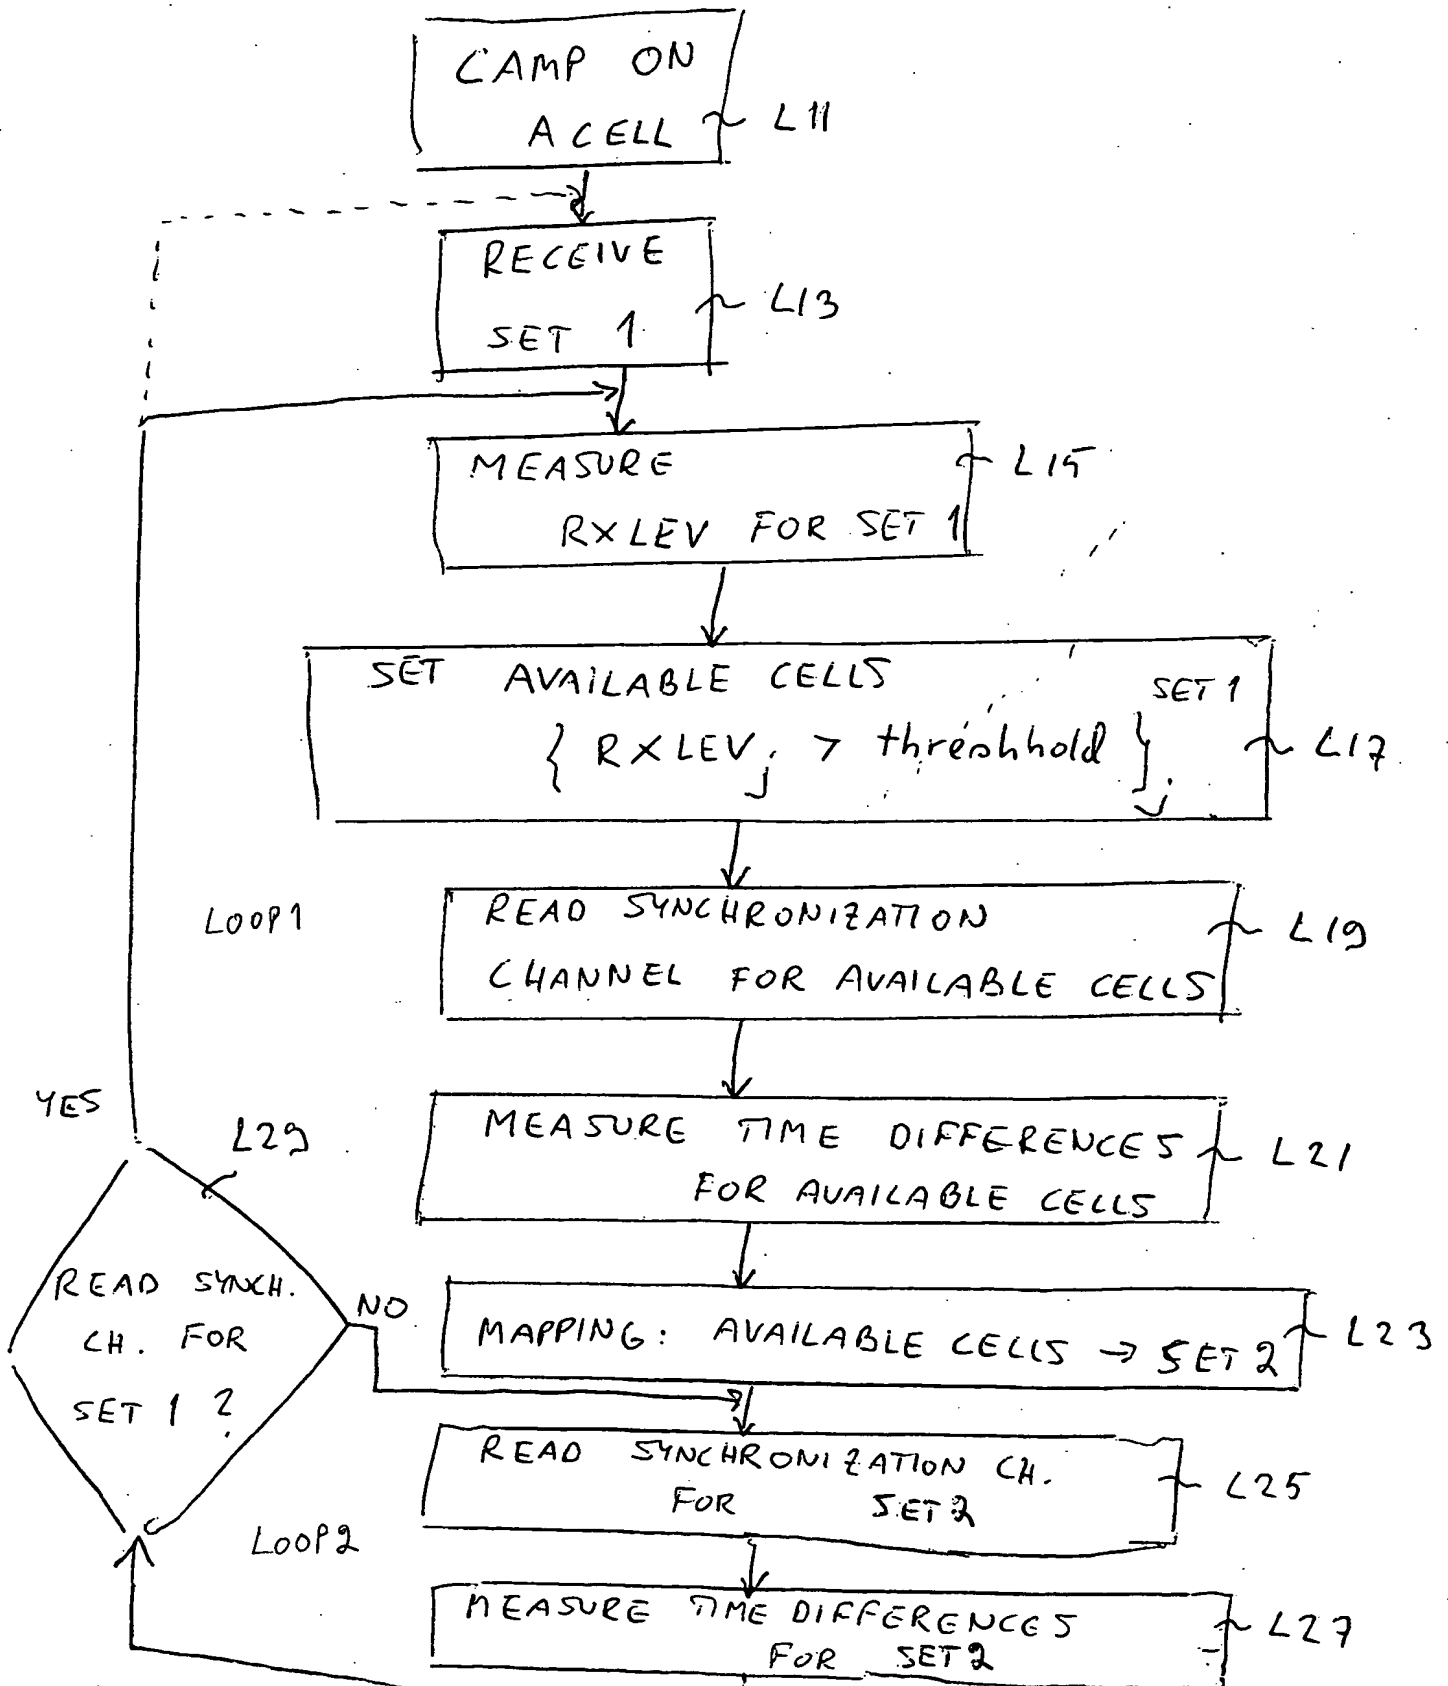 CAMP ON
A CELL
L11
RECEIVE
SET 1
L13
MEASURE
RXLEV FOR SET 1
L15
SET AVAILABLE CELLS
SET 1
{ RXLEVj > threshhold }j
L17
LOOP1
READ SYNCHRONIZATION
CHANNEL FOR AVAILABLE CELLS
L19
YES
L29
MEASURE TIME DIFFERENCES
FOR AVAILABLE CELLS
L21
READ SYNCH.
CH. FOR
SET 1 ?
NO
MAPPING: AVAILABLE CELLS → SET 2
L23
READ SYNCHRONIZATION CH.
FOR SET 2
L25
LOOP2
MEASURE TIME DIFFERENCES
FOR SET 2
L27